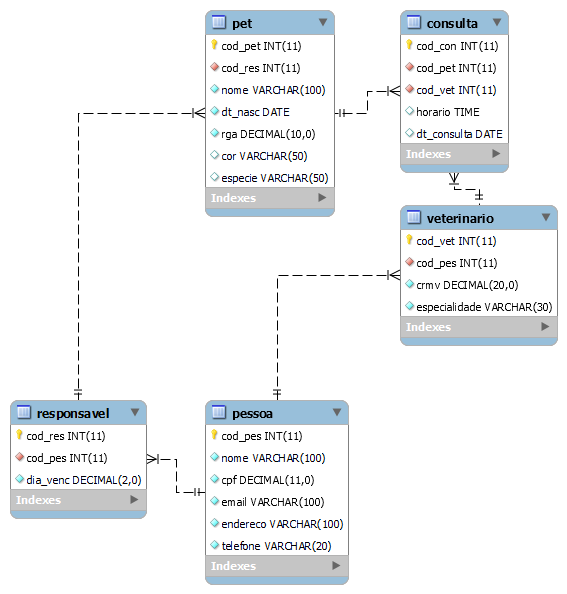 pet
cod_pet INT(11)
cod_res INT(11)
nome VARCHAR(100)
dt_nasc DATE
rga DECIMAL(10,0)
cor VARCHAR(50)
especie VARCHAR(50)
Indexes
consulta
cod_con INT(11)
cod_pet INT(11)
cod_vet INT(11)
horario TIME
dt_consulta DATE
Indexes
veterinario
cod_vet INT(11)
cod_pes INT(11)
crmv DECIMAL(20,0)
especialidade VARCHAR(30)
Indexes
responsavel
cod_res INT(11)
cod_pes INT(11)
dia_venc DECIMAL(2,0)
Indexes
pessoa
cod_pes INT(11)
nome VARCHAR(100)
cpf DECIMAL(11,0)
email VARCHAR(100)
endereco VARCHAR(100)
telefone VARCHAR(20)
Indexes